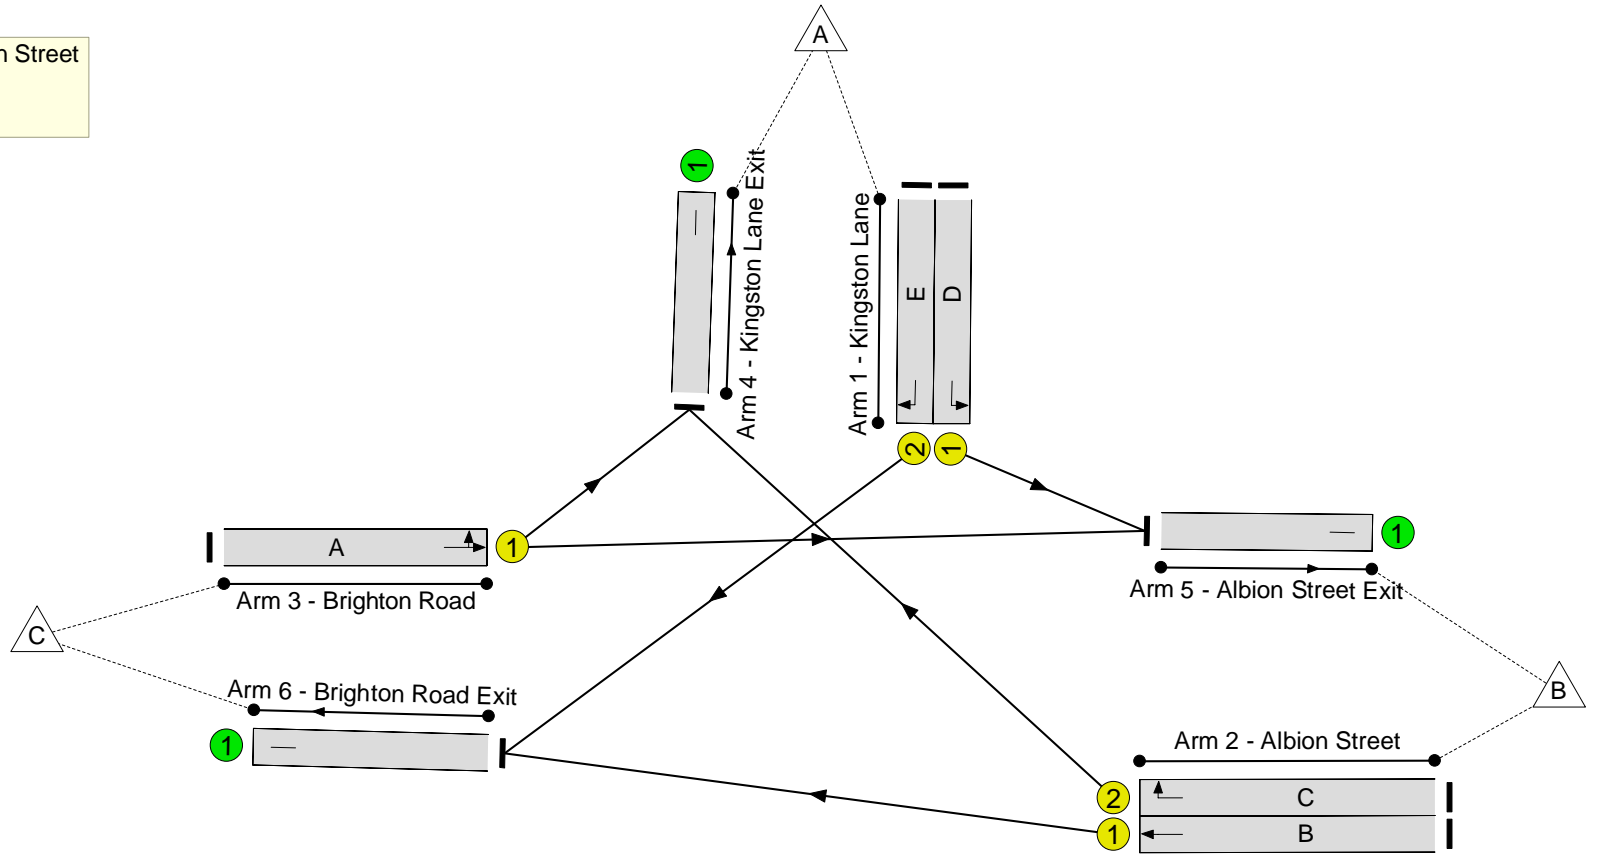 n Street
A
1
Arm 4 - Kingston Lane Exit
Arm 1 - Kingston Lane
E
D
2
1
A
1
Arm 3 - Brighton Road
1
Arm 5 - Albion Street Exit
C
Arm 6 - Brighton Road Exit
1
B
Arm 2 - Albion Street
2
C
1
B